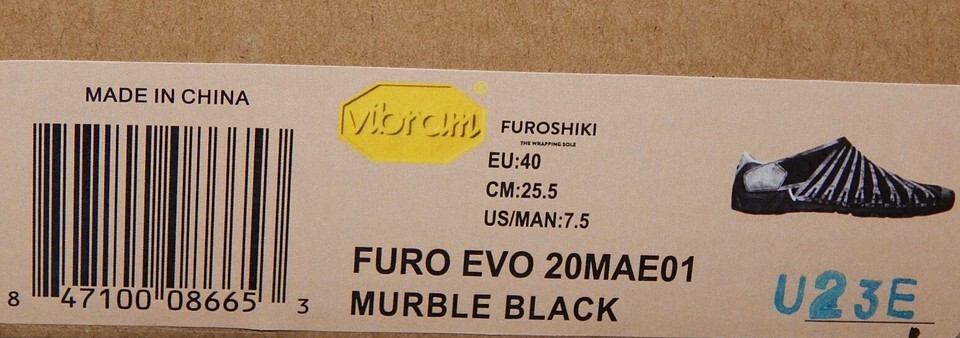 MADE IN CHINA
8 47100 08665 3
vibram®
FUROSHIKI
THE WRAPPING SOLE
EU:40
CM:25.5
US/MAN:7.5
FURO EVO 20MAE01
MURBLE BLACK
U23E